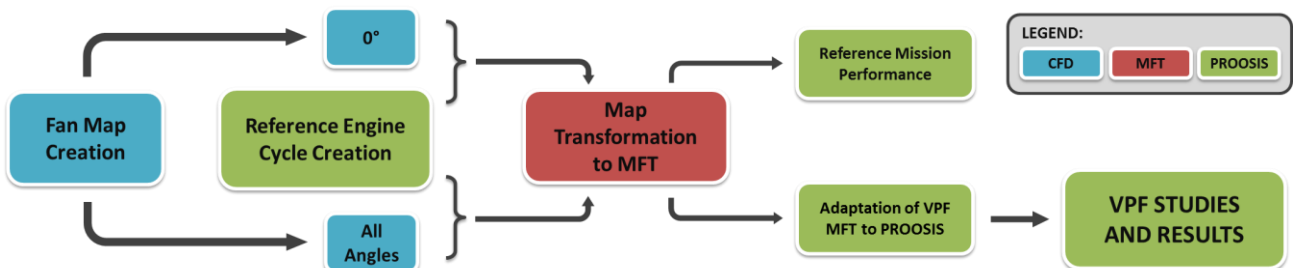 Fan Map
Creation
0°
Reference Engine
Cycle Creation
All
Angles
Map
Transformation
to MFT
Reference Mission
Performance
Adaptation of VPF
MFT to PROOSIS
VPF STUDIES
AND RESULTS
LEGEND:
CFD
MFT
PROOSIS